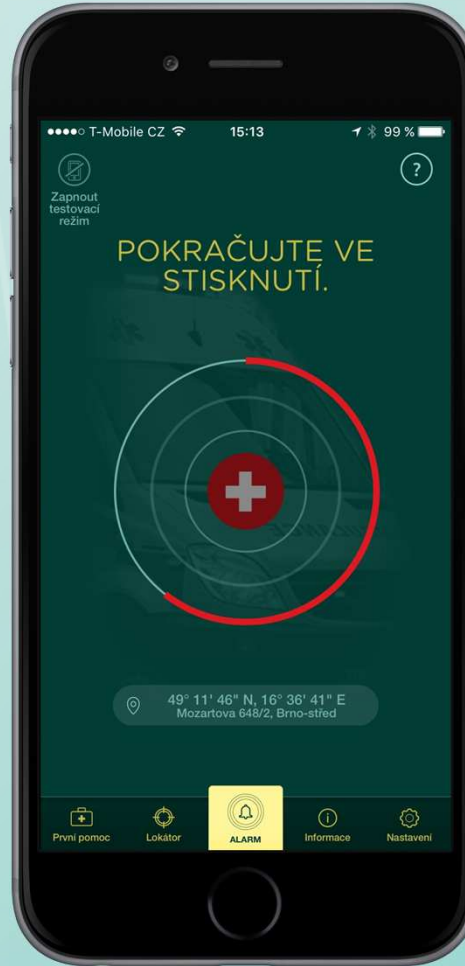 T-Mobile CZ
15:13
99 %
?
Zapnout
testovací
režim
POKRAČUJTE VE
STISKNUTÍ.
49° 11' 46" N, 16° 36' 41" E
Mozartova 648/2, Brno-střed
První pomoc
Lokátor
ALARM
Informace
Nastavení